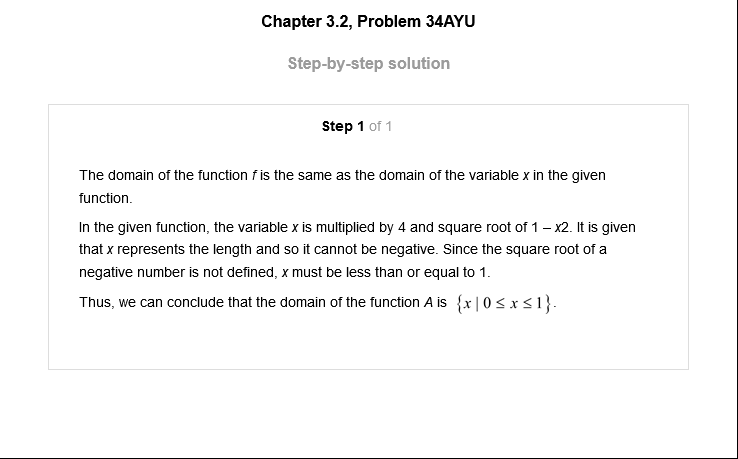 Chapter 3.2, Problem 34AYU
Step-by-step solution
Step 1 of 1
The domain of the function f is the same as the domain of the variable x in the given
function.
In the given function, the variable x is multiplied by 4 and square root of 1 – x2. It is given
that x represents the length and so it cannot be negative. Since the square root of a
negative number is not defined, x must be less than or equal to 1.
Thus, we can conclude that the domain of the function A is {x | 0 ≤ x ≤ 1}.